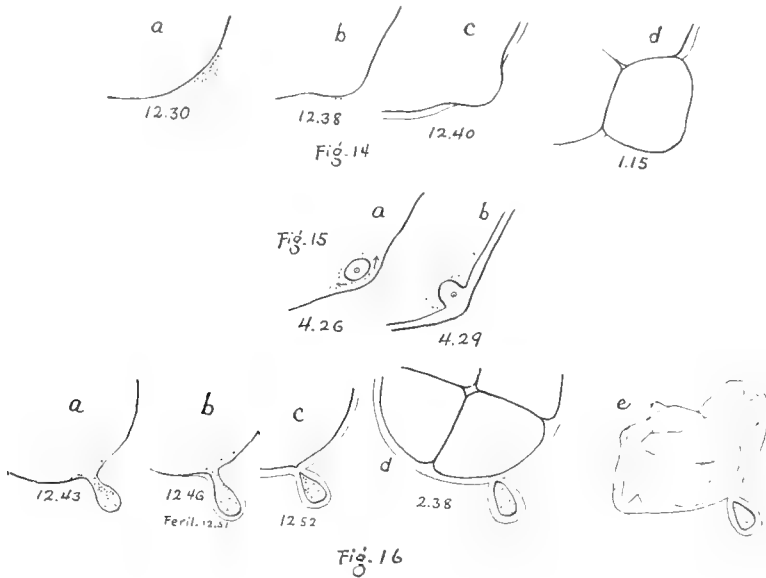 a b c d
12.30 12.38 12.40 1.15
Fig. 14
a b
Fig. 15
4.26 4.29
a b c d e
12.43 12.46 12.52 2.38
Feril. 12.51
Fig. 16